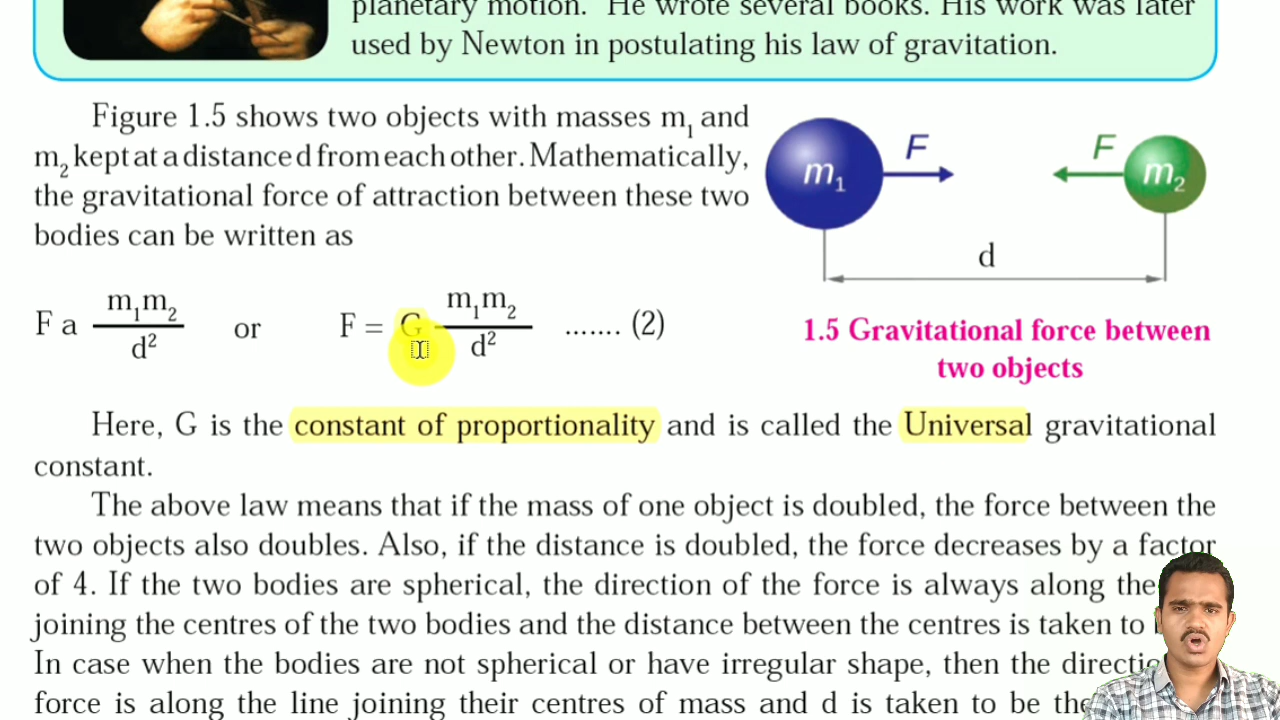 planetary motion. He wrote several books. His work was later
used by Newton in postulating his law of gravitation.
Figure 1.5 shows two objects with masses m₁ and
m₂ kept at a distance d from each other. Mathematically,
the gravitational force of attraction between these two
bodies can be written as
m₁ F F m₂
d
F a m₁m₂ / d² or F = G m₁m₂ / d² ....... (2)
1.5 Gravitational force between
two objects
Here, G is the constant of proportionality and is called the Universal gravitational
constant.
The above law means that if the mass of one object is doubled, the force between the
two objects also doubles. Also, if the distance is doubled, the force decreases by a factor
of 4. If the two bodies are spherical, the direction of the force is always along the
joining the centres of the two bodies and the distance between the centres is taken to
In case when the bodies are not spherical or have irregular shape, then the
force is along the line joining their centres of mass and d is taken to be